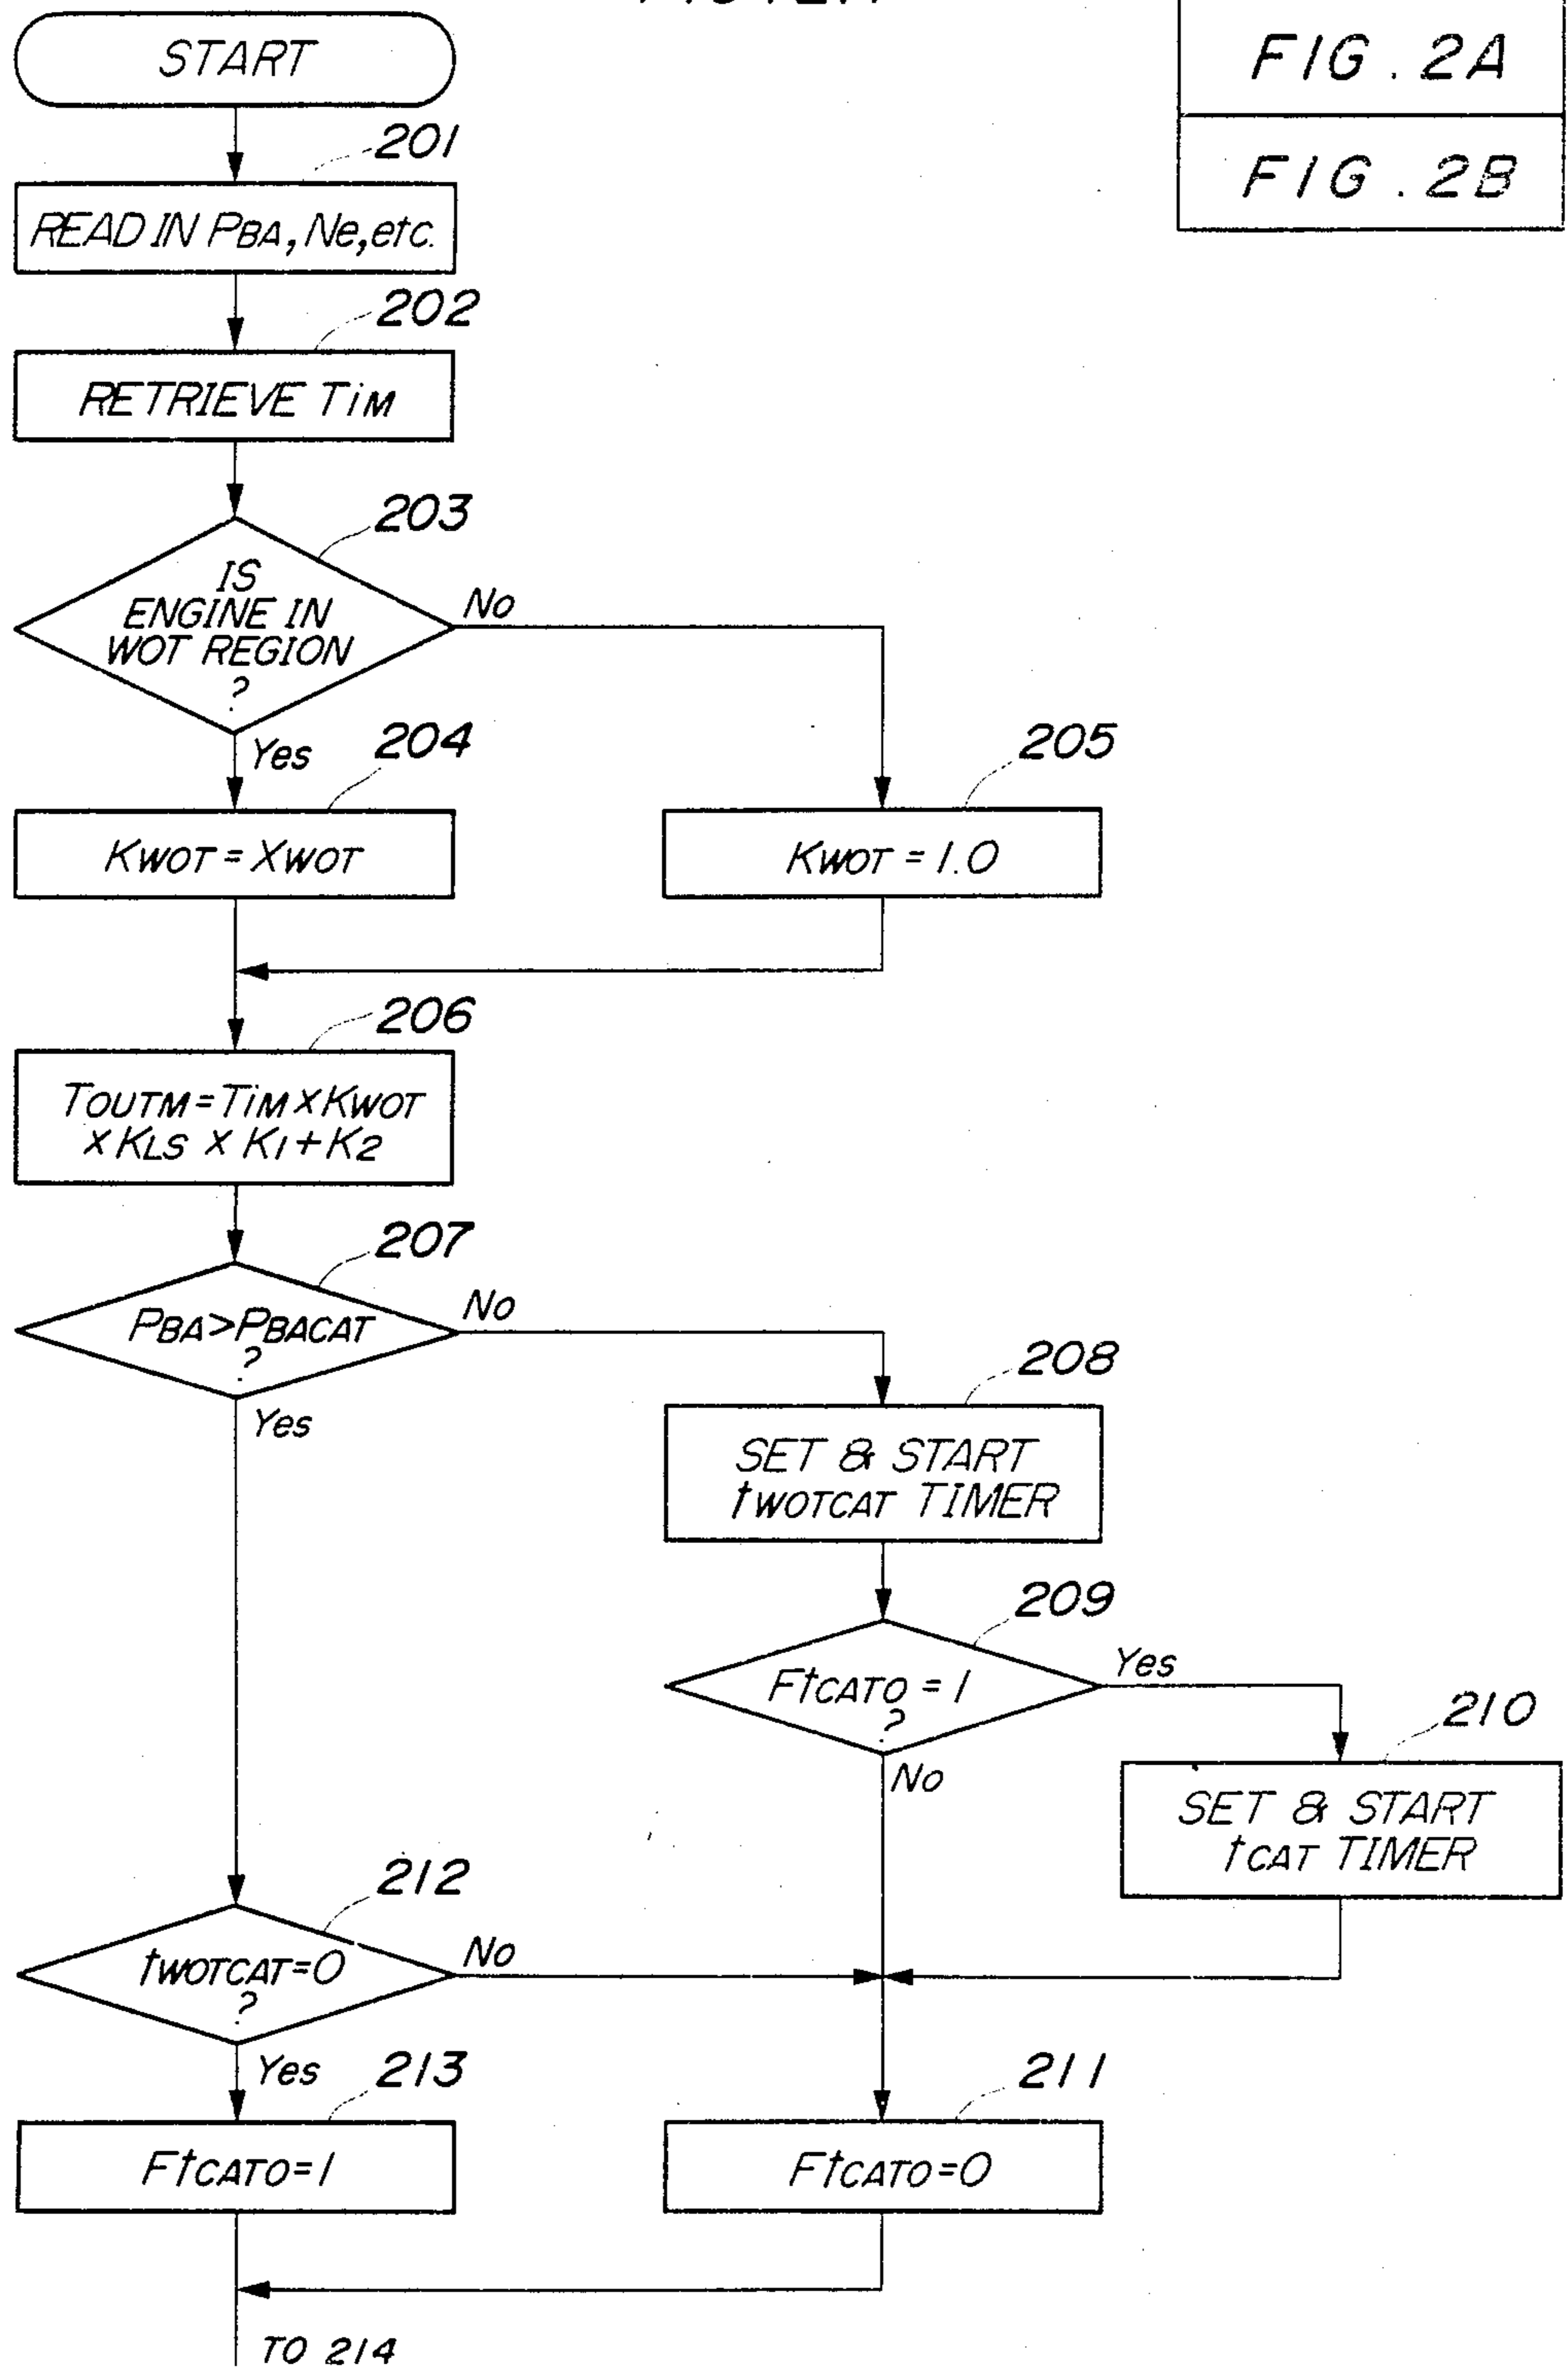 FIG. 2A
FIG. 2B
START
201
READ IN PBA, Ne, etc.
202
RETRIEVE TiM
203
IS
ENGINE IN
WOT REGION
?
No
Yes
204
KWOT = XWOT
205
KWOT = 1.0
206
TOUTM = TiM x KWOT
x KLS x K1 + K2
207
PBA > PBACAT
?
No
Yes
208
SET & START
tWOTCAT TIMER
209
FtCATO = 1
?
Yes
No
210
SET & START
tCAT TIMER
212
tWOTCAT = 0
?
No
Yes
213
FtCATO = 1
211
FtCATO = 0
TO 214